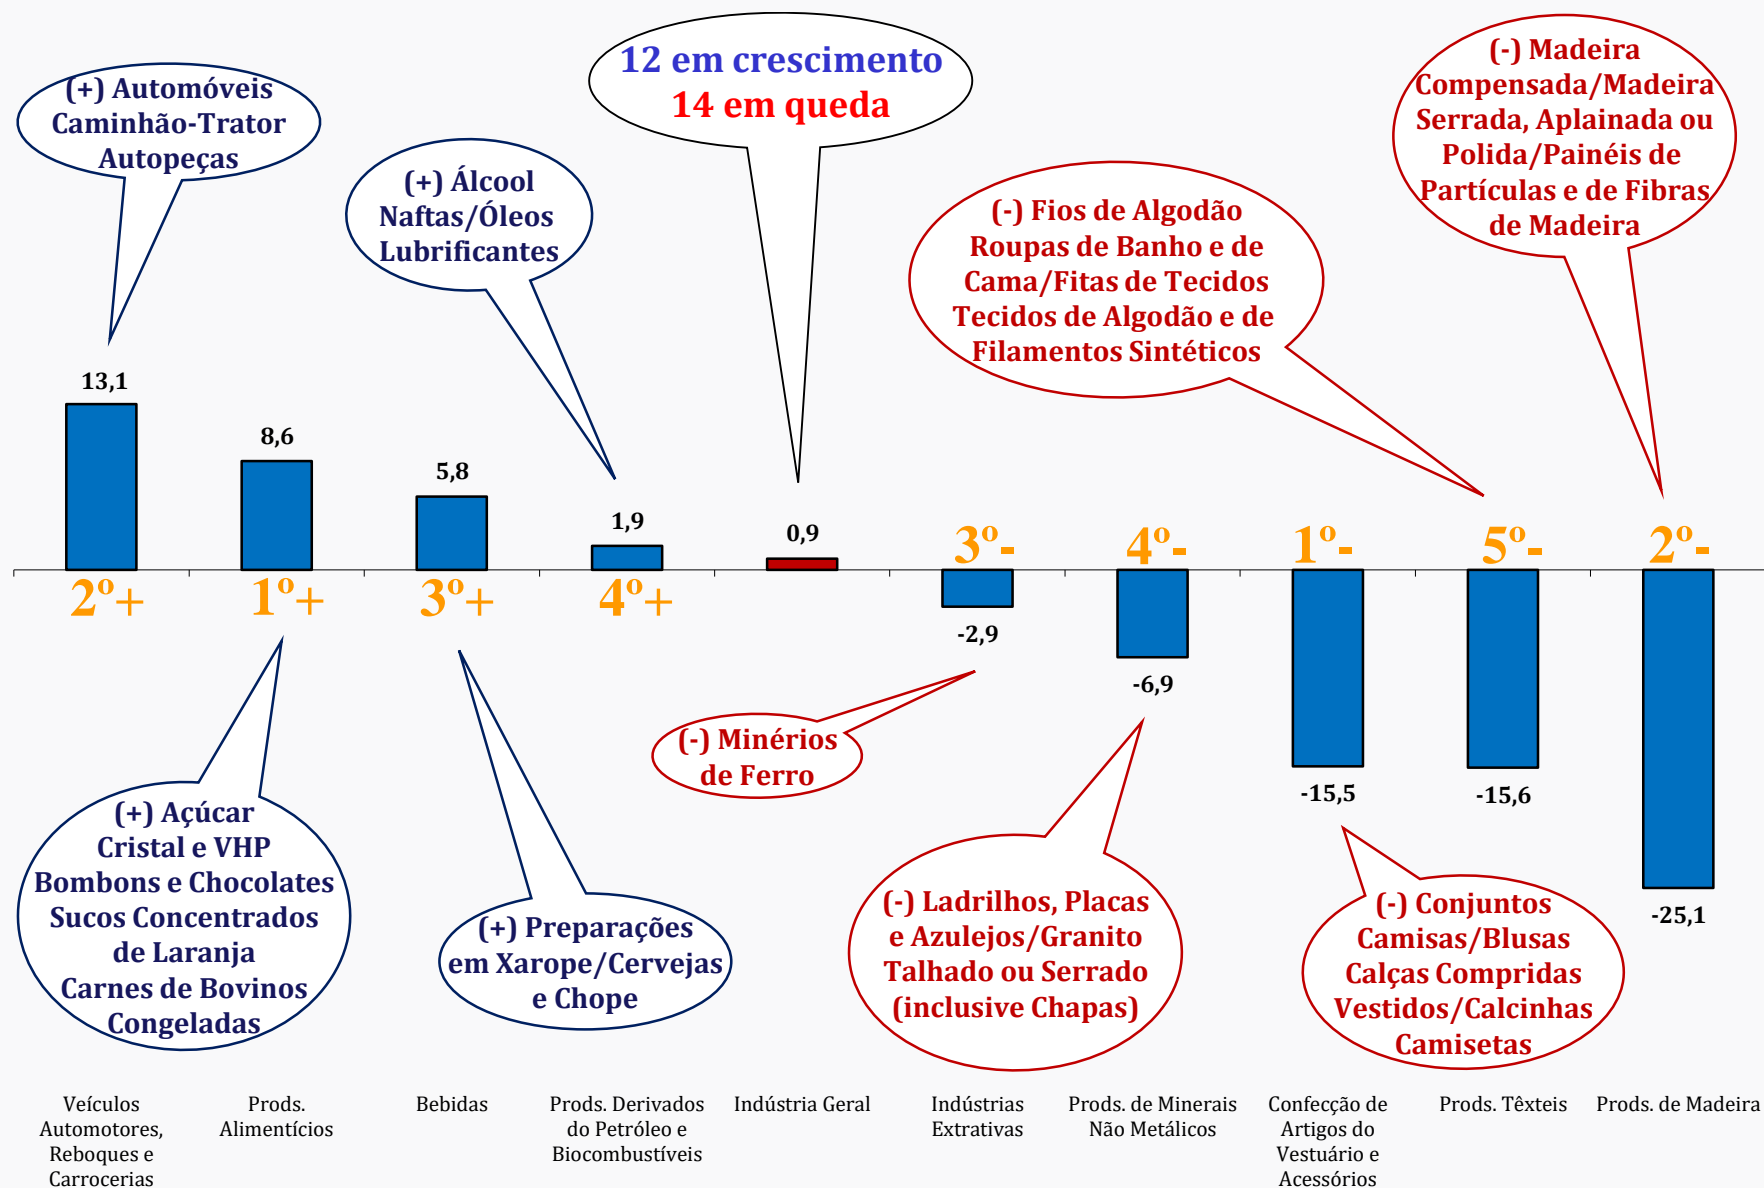 12 em crescimento
14 em queda
(+) Automóveis
Caminhão-Trator
Autopeças
(+) Álcool
Naftas/Óleos
Lubrificantes
(-) Fios de Algodão
Roupas de Banho e de
Cama/Fitas de Tecidos
Tecidos de Algodão e de
Filamentos Sintéticos
(-) Madeira
Compensada/Madeira
Serrada, Aplainada ou
Polida/Painéis de
Partículas e de Fibras
de Madeira
13,1
8,6
5,8
1,9
0,9
3º-
4º-
1º-
5º-
2º-
2º+
1º+
3º+
4º+
-2,9
-6,9
-15,5
-15,6
-25,1
(-) Minérios
de Ferro
(+) Açúcar
Cristal e VHP
Bombons e Chocolates
Sucos Concentrados
de Laranja
Carnes de Bovinos
Congeladas
(+) Preparações
em Xarope/Cervejas
e Chope
(-) Ladrilhos, Placas
e Azulejos/Granito
Talhado ou Serrado
(inclusive Chapas)
(-) Conjuntos
Camisas/Blusas
Calças Compridas
Vestidos/Calcinhas
Camisetas
Veículos
Automotores,
Reboques e
Carrocerias
Prods.
Alimentícios
Bebidas
Prods. Derivados
do Petróleo e
Biocombustíveis
Indústria Geral
Indústrias
Extrativas
Prods. de Minerais
Não Metálicos
Confecção de
Artigos do
Vestuário e
Acessórios
Prods. Têxteis
Prods. de Madeira